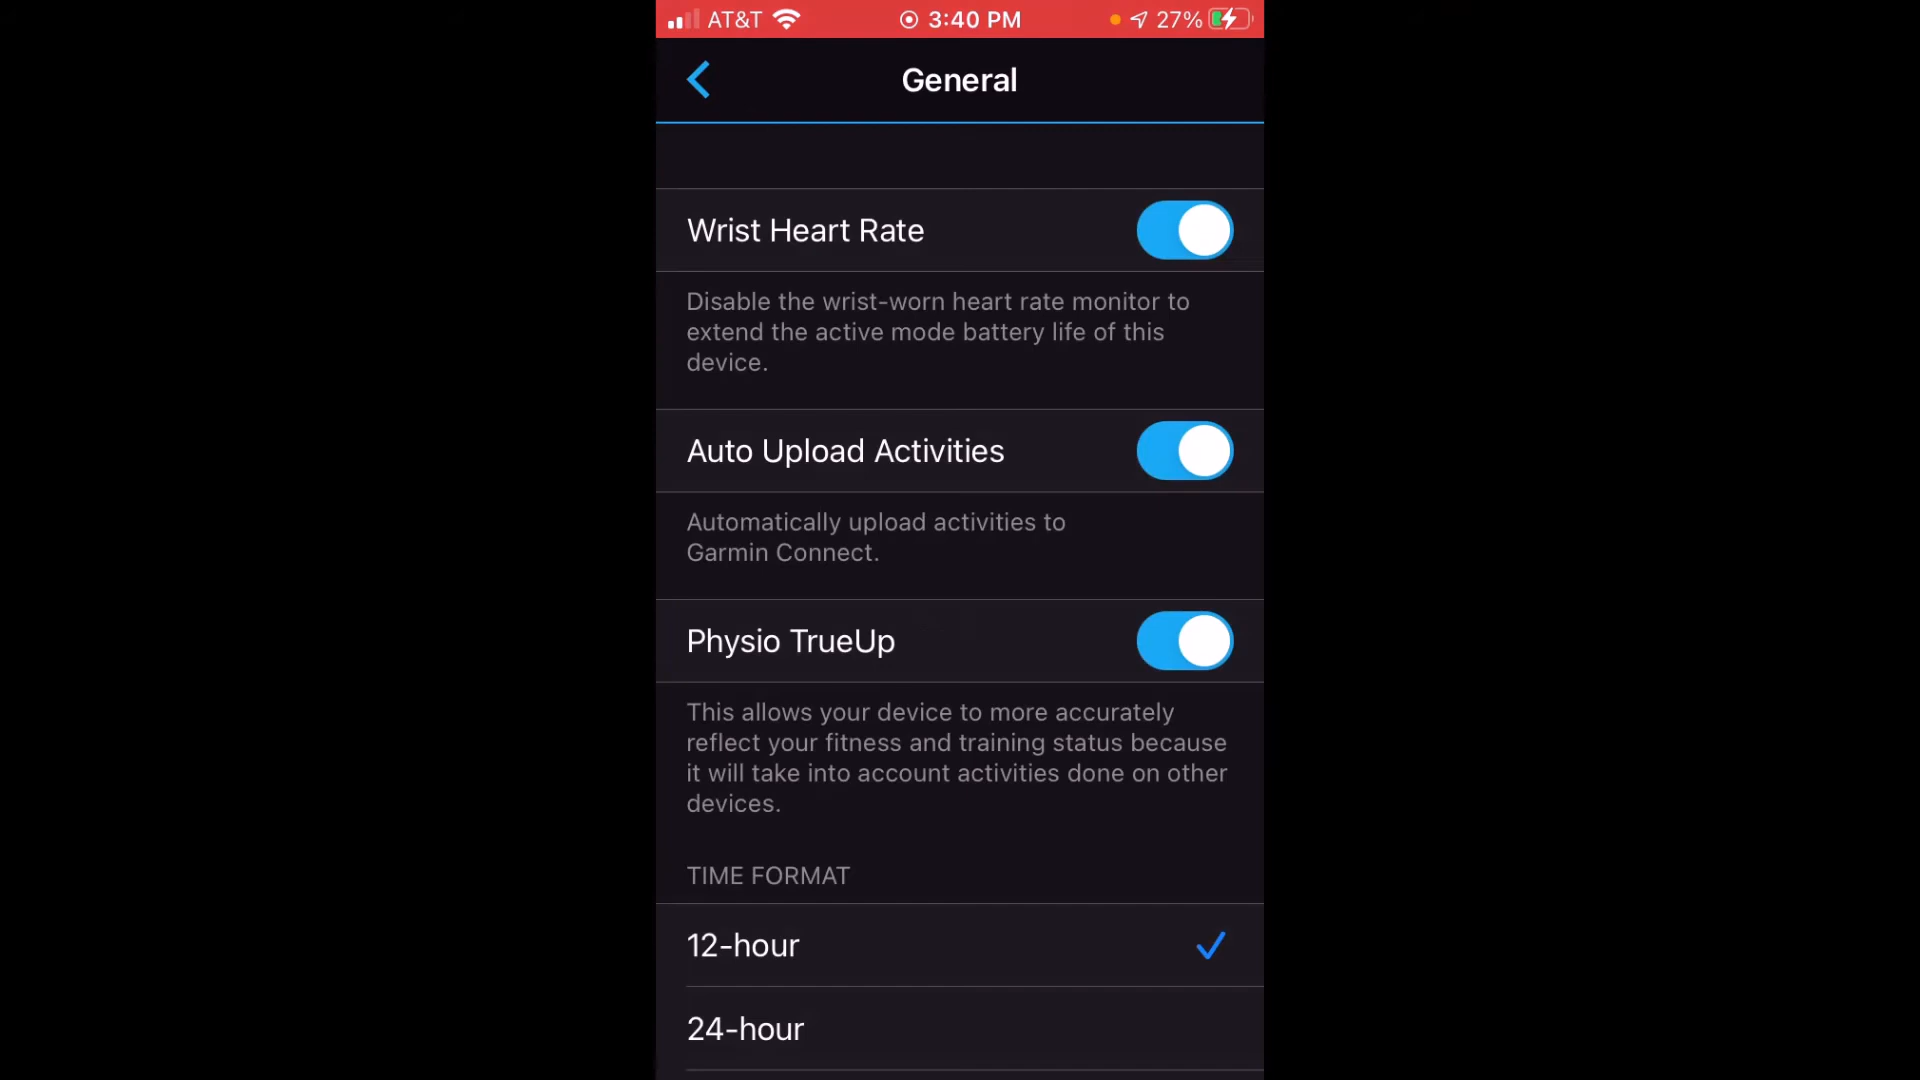 AT&T 3:40 PM 27%
General
Wrist Heart Rate
Disable the wrist-worn heart rate monitor to
extend the active mode battery life of this
device.
Auto Upload Activities
Automatically upload activities to
Garmin Connect.
Physio TrueUp
This allows your device to more accurately
reflect your fitness and training status because
it will take into account activities done on other
devices.
TIME FORMAT
12-hour
24-hour